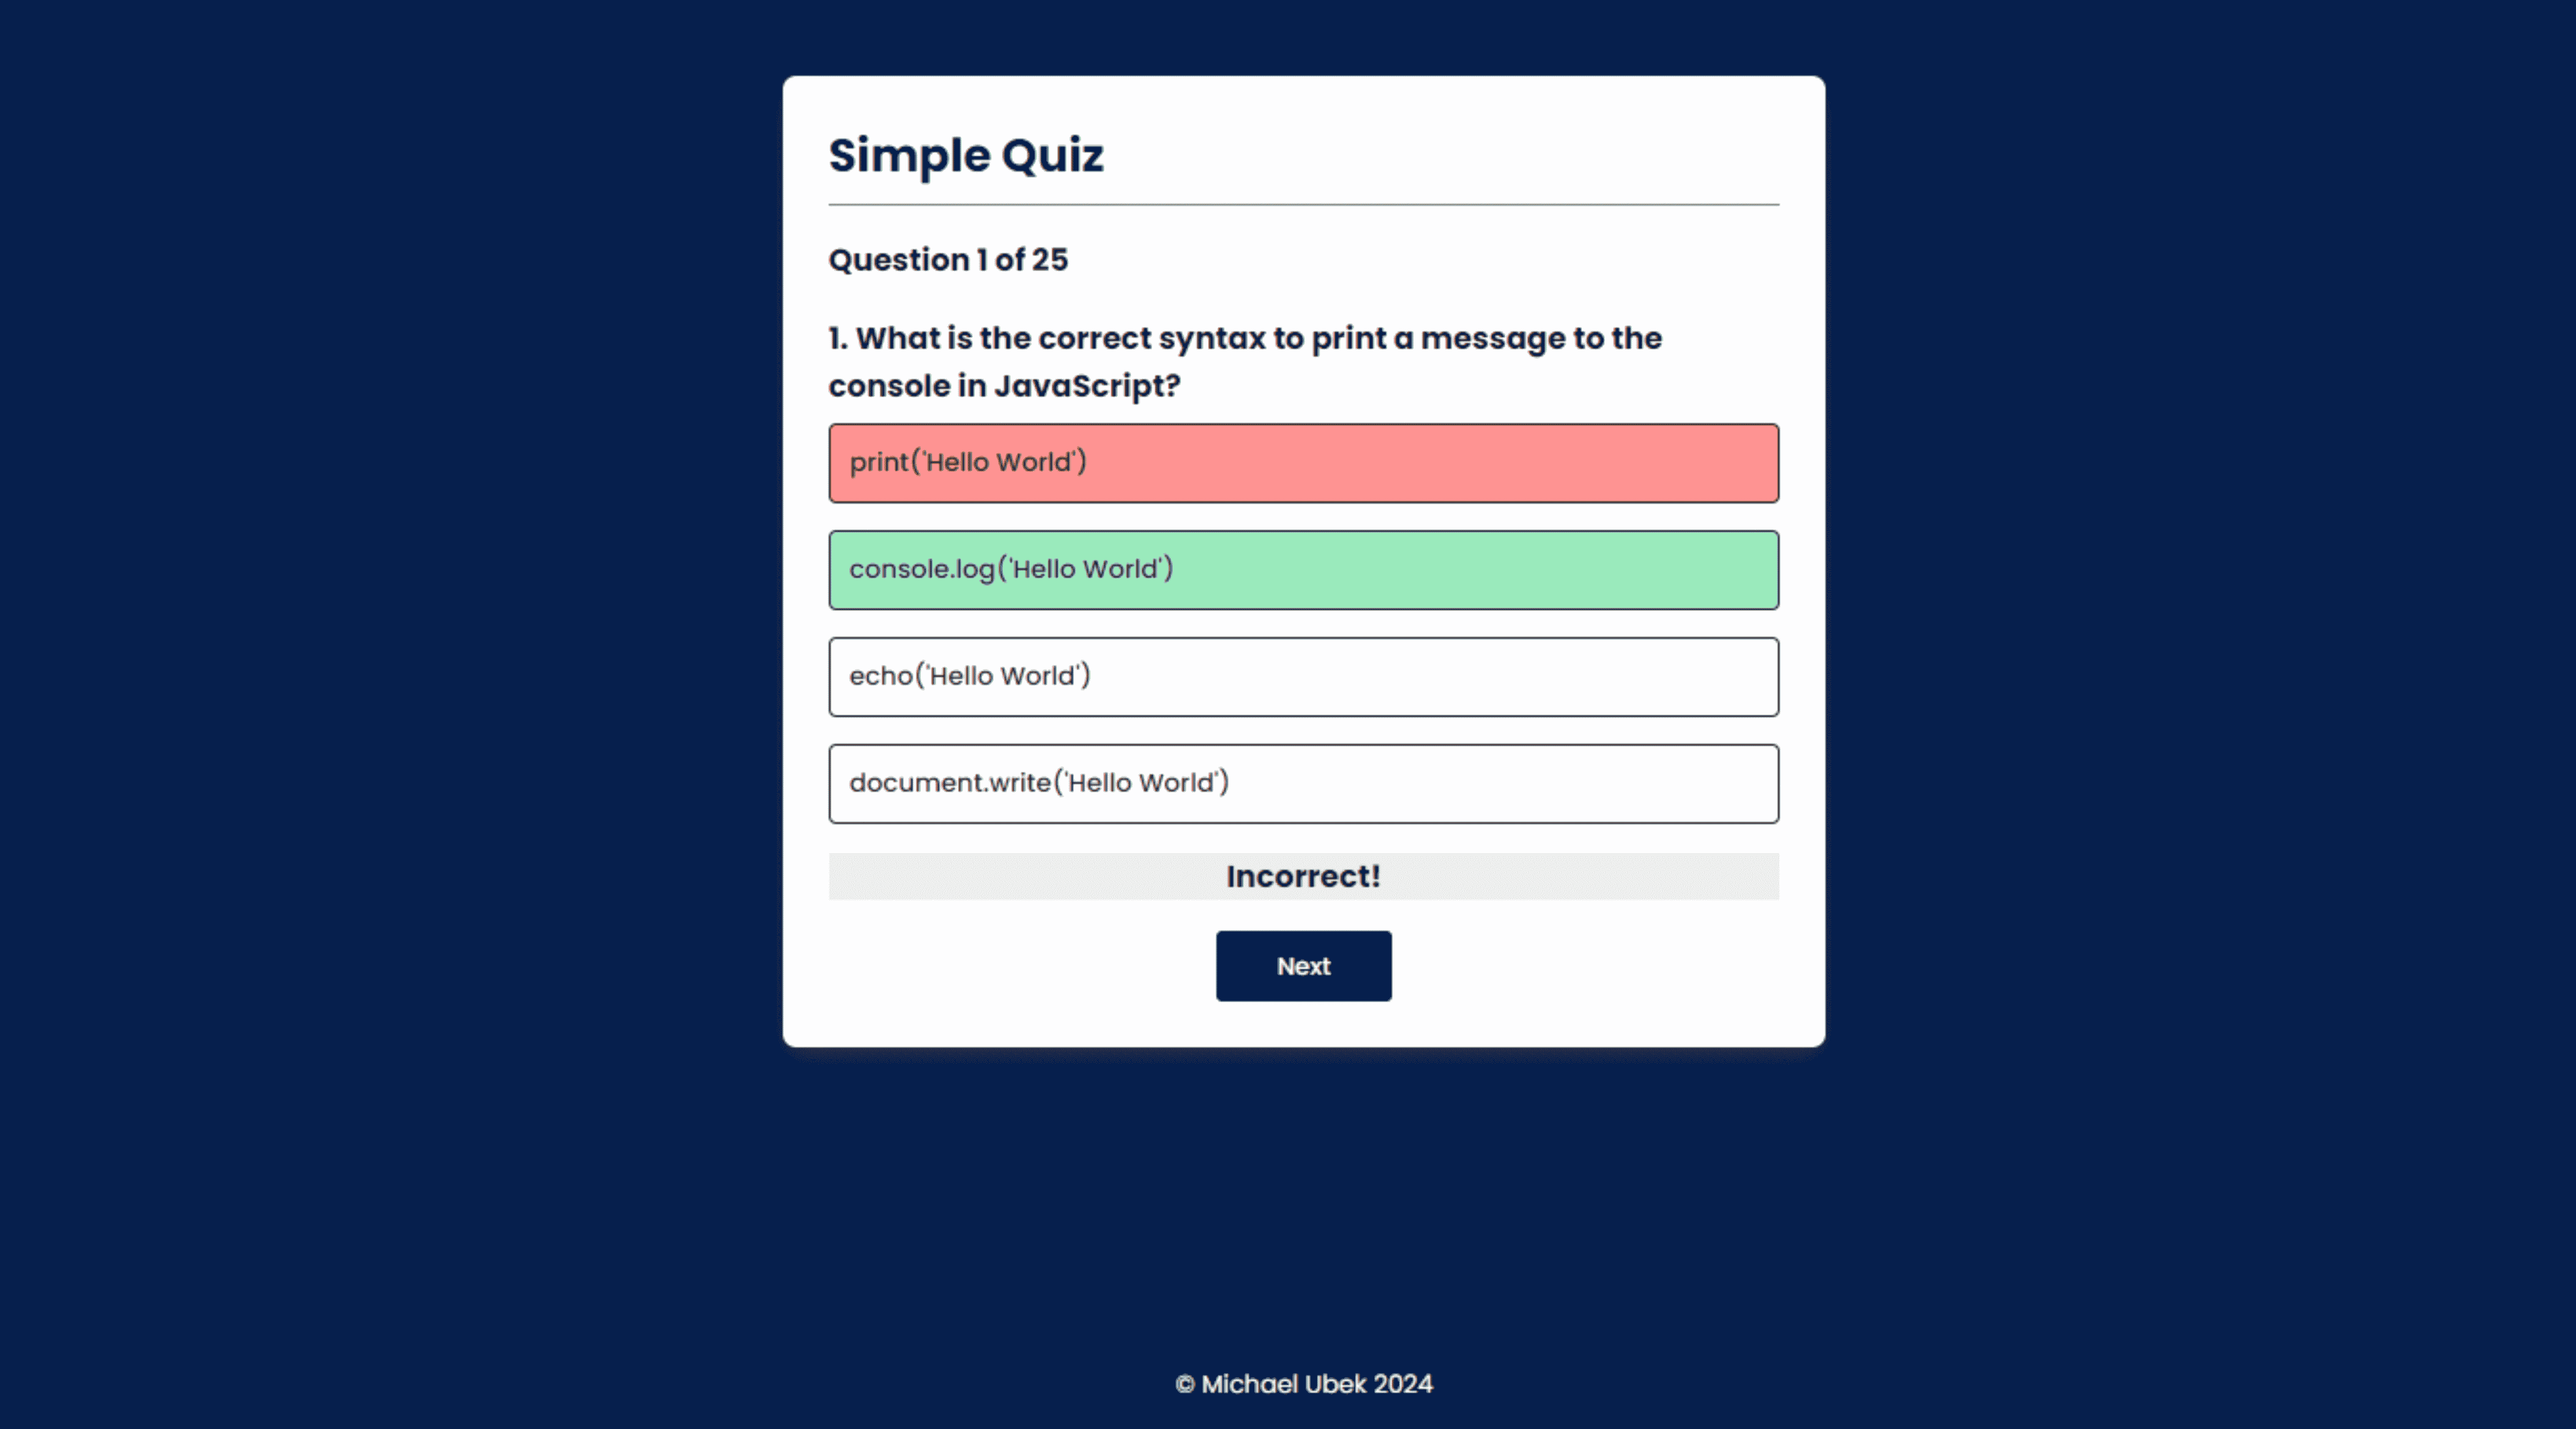 Simple Quiz
Question 1 of 25
1. What is the correct syntax to print a message to the
console in JavaScript?
print('Hello World')
console.log('Hello World')
echo('Hello World')
document.write('Hello World')
Incorrect!
Next
© Michael Ubek 2024